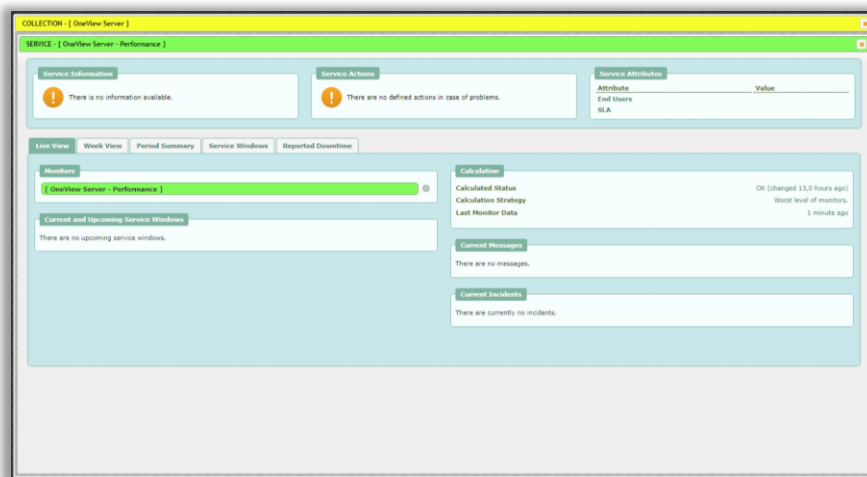 COLLECTION - [ OneView Server ]
SERVICE - [ OneView Server - Performance ]
Service Information
There is no information available.
Service Actions
There are no defined actions in case of problems.
Service Attributes
Attribute Value
End Users
SLA
Live View Week View Period Summary Service Windows Reported Downtime
Monitors
[ OneView Server - Performance ]
Current and Upcoming Service Windows
There are no upcoming service windows.
Calculation
Calculated Status OK (changed 13,0 hours ago)
Calculation Strategy Worst level of monitors.
Last Monitor Data 1 minute ago
Current Messages
There are no messages.
Current Incidents
There are currently no incidents.